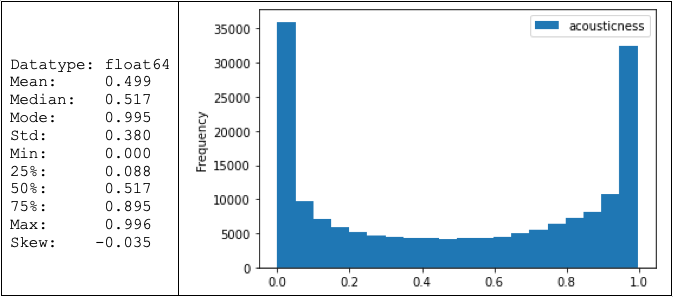 Datatype: float64
Mean: 0.499
Median: 0.517
Mode: 0.995
Std: 0.380
Min: 0.000
25%: 0.088
50%: 0.517
75%: 0.895
Max: 0.996
Skew: -0.035
acousticness
Frequency
35000
30000
25000
20000
15000
10000
5000
0
0.0 0.2 0.4 0.6 0.8 1.0